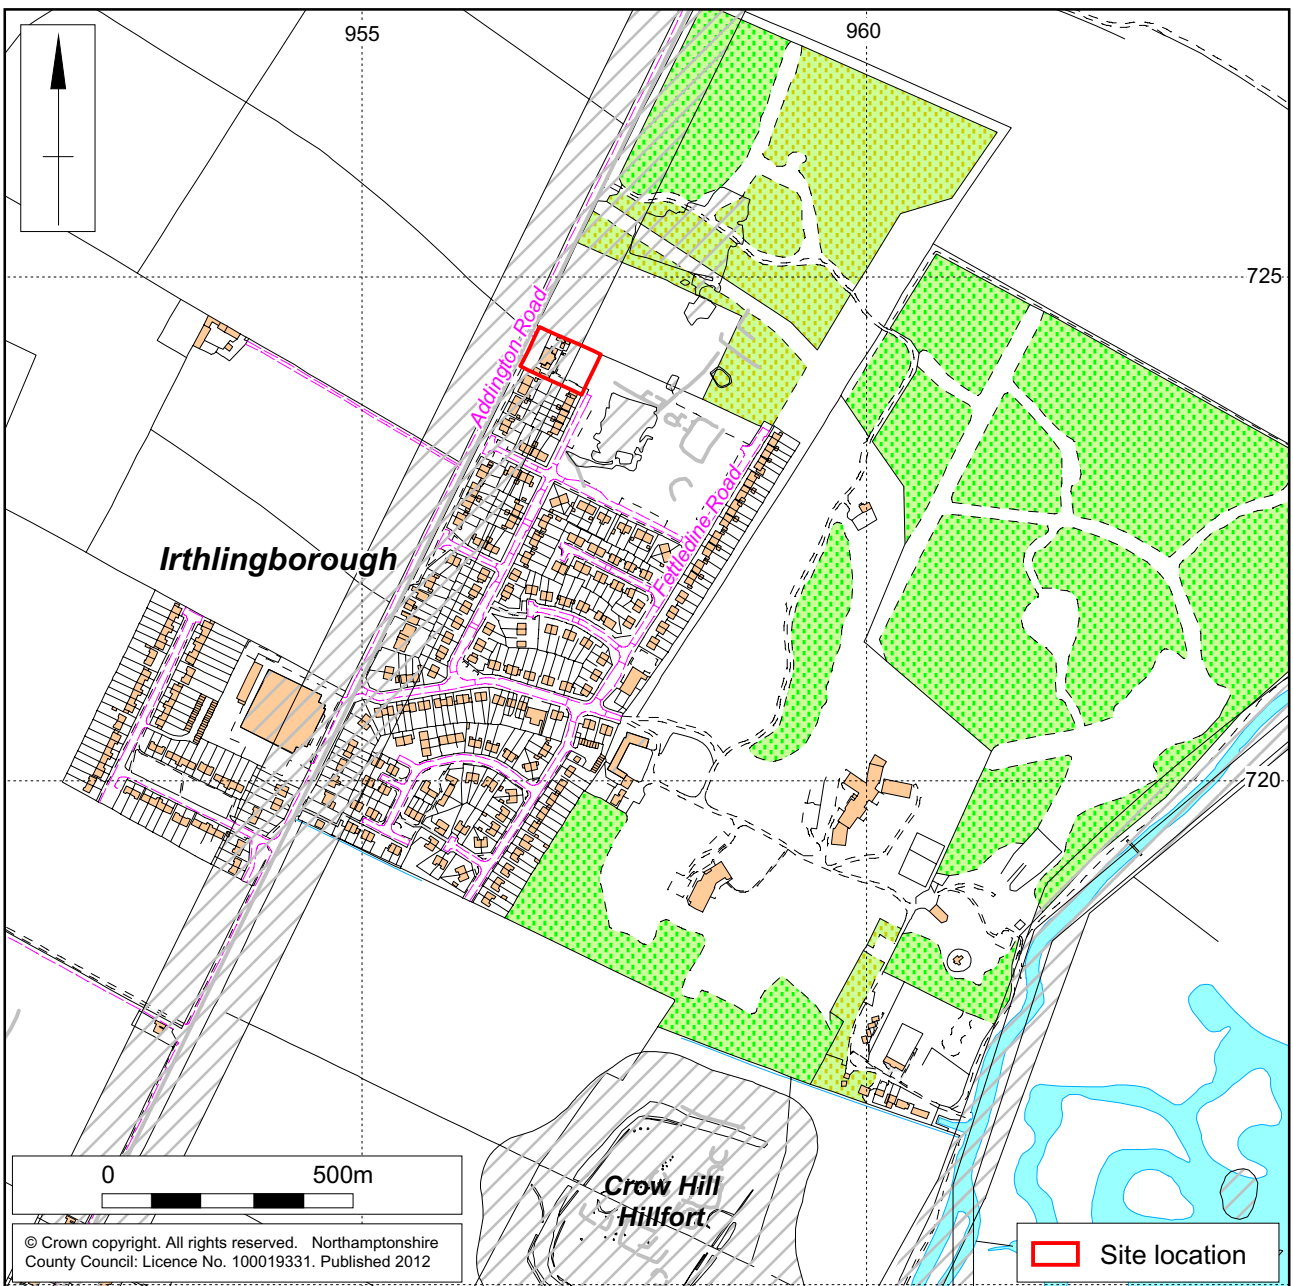 955
960
725
Addington Road
Fettledine Road
Irthlingborough
720
Crow Hill
Hillfort
0 500m
© Crown copyright. All rights reserved. Northamptonshire
County Council: Licence No. 100019331. Published 2012
Site location